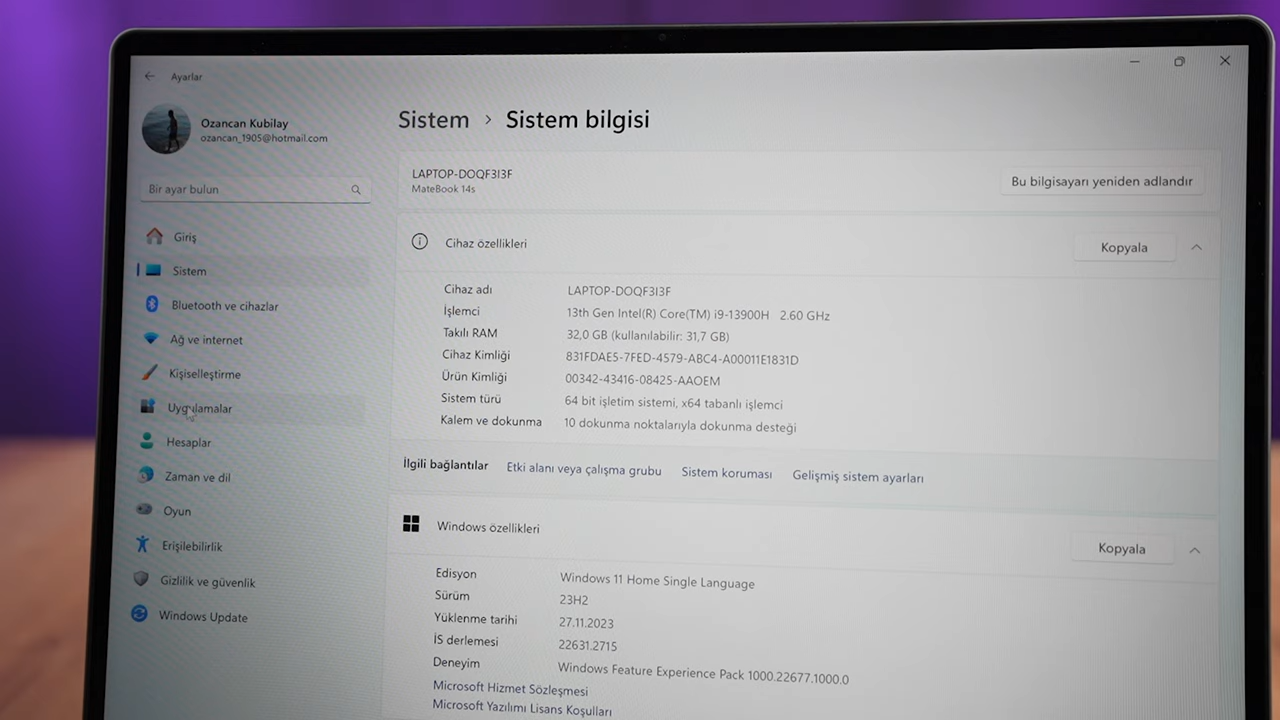 Ayarlar
Ozancan Kubilay
ozancan_1905@hotmail.com
Bir ayar bulun
Giriş
Sistem
Bluetooth ve cihazlar
Ağ ve internet
Kişiselleştirme
Uygulamalar
Hesaplar
Zaman ve dil
Oyun
Erişilebilirlik
Gizlilik ve güvenlik
Windows Update
Sistem › Sistem bilgisi
LAPTOP-DOQF3I3F
MateBook 14s
Bu bilgisayarı yeniden adlandır
Cihaz özellikleri
Kopyala
Cihaz adı LAPTOP-DOQF3I3F
İşlemci 13th Gen Intel(R) Core(TM) i9-13900H 2.60 GHz
Takılı RAM 32,0 GB (kullanılabilir: 31,7 GB)
Cihaz Kimliği 831FDAE5-7FED-4579-ABC4-A00011E1831D
Ürün Kimliği 00342-43416-08425-AAOEM
Sistem türü 64 bit işletim sistemi, x64 tabanlı işlemci
Kalem ve dokunma 10 dokunma noktalarıyla dokunma desteği
İlgili bağlantılar Etki alanı veya çalışma grubu Sistem koruması Gelişmiş sistem ayarları
Windows özellikleri
Kopyala
Edisyon Windows 11 Home Single Language
Sürüm 23H2
Yüklenme tarihi 27.11.2023
İS derlemesi 22631.2715
Deneyim Windows Feature Experience Pack 1000.22677.1000.0
Microsoft Hizmet Sözleşmesi
Microsoft Yazılımı Lisans Koşulları